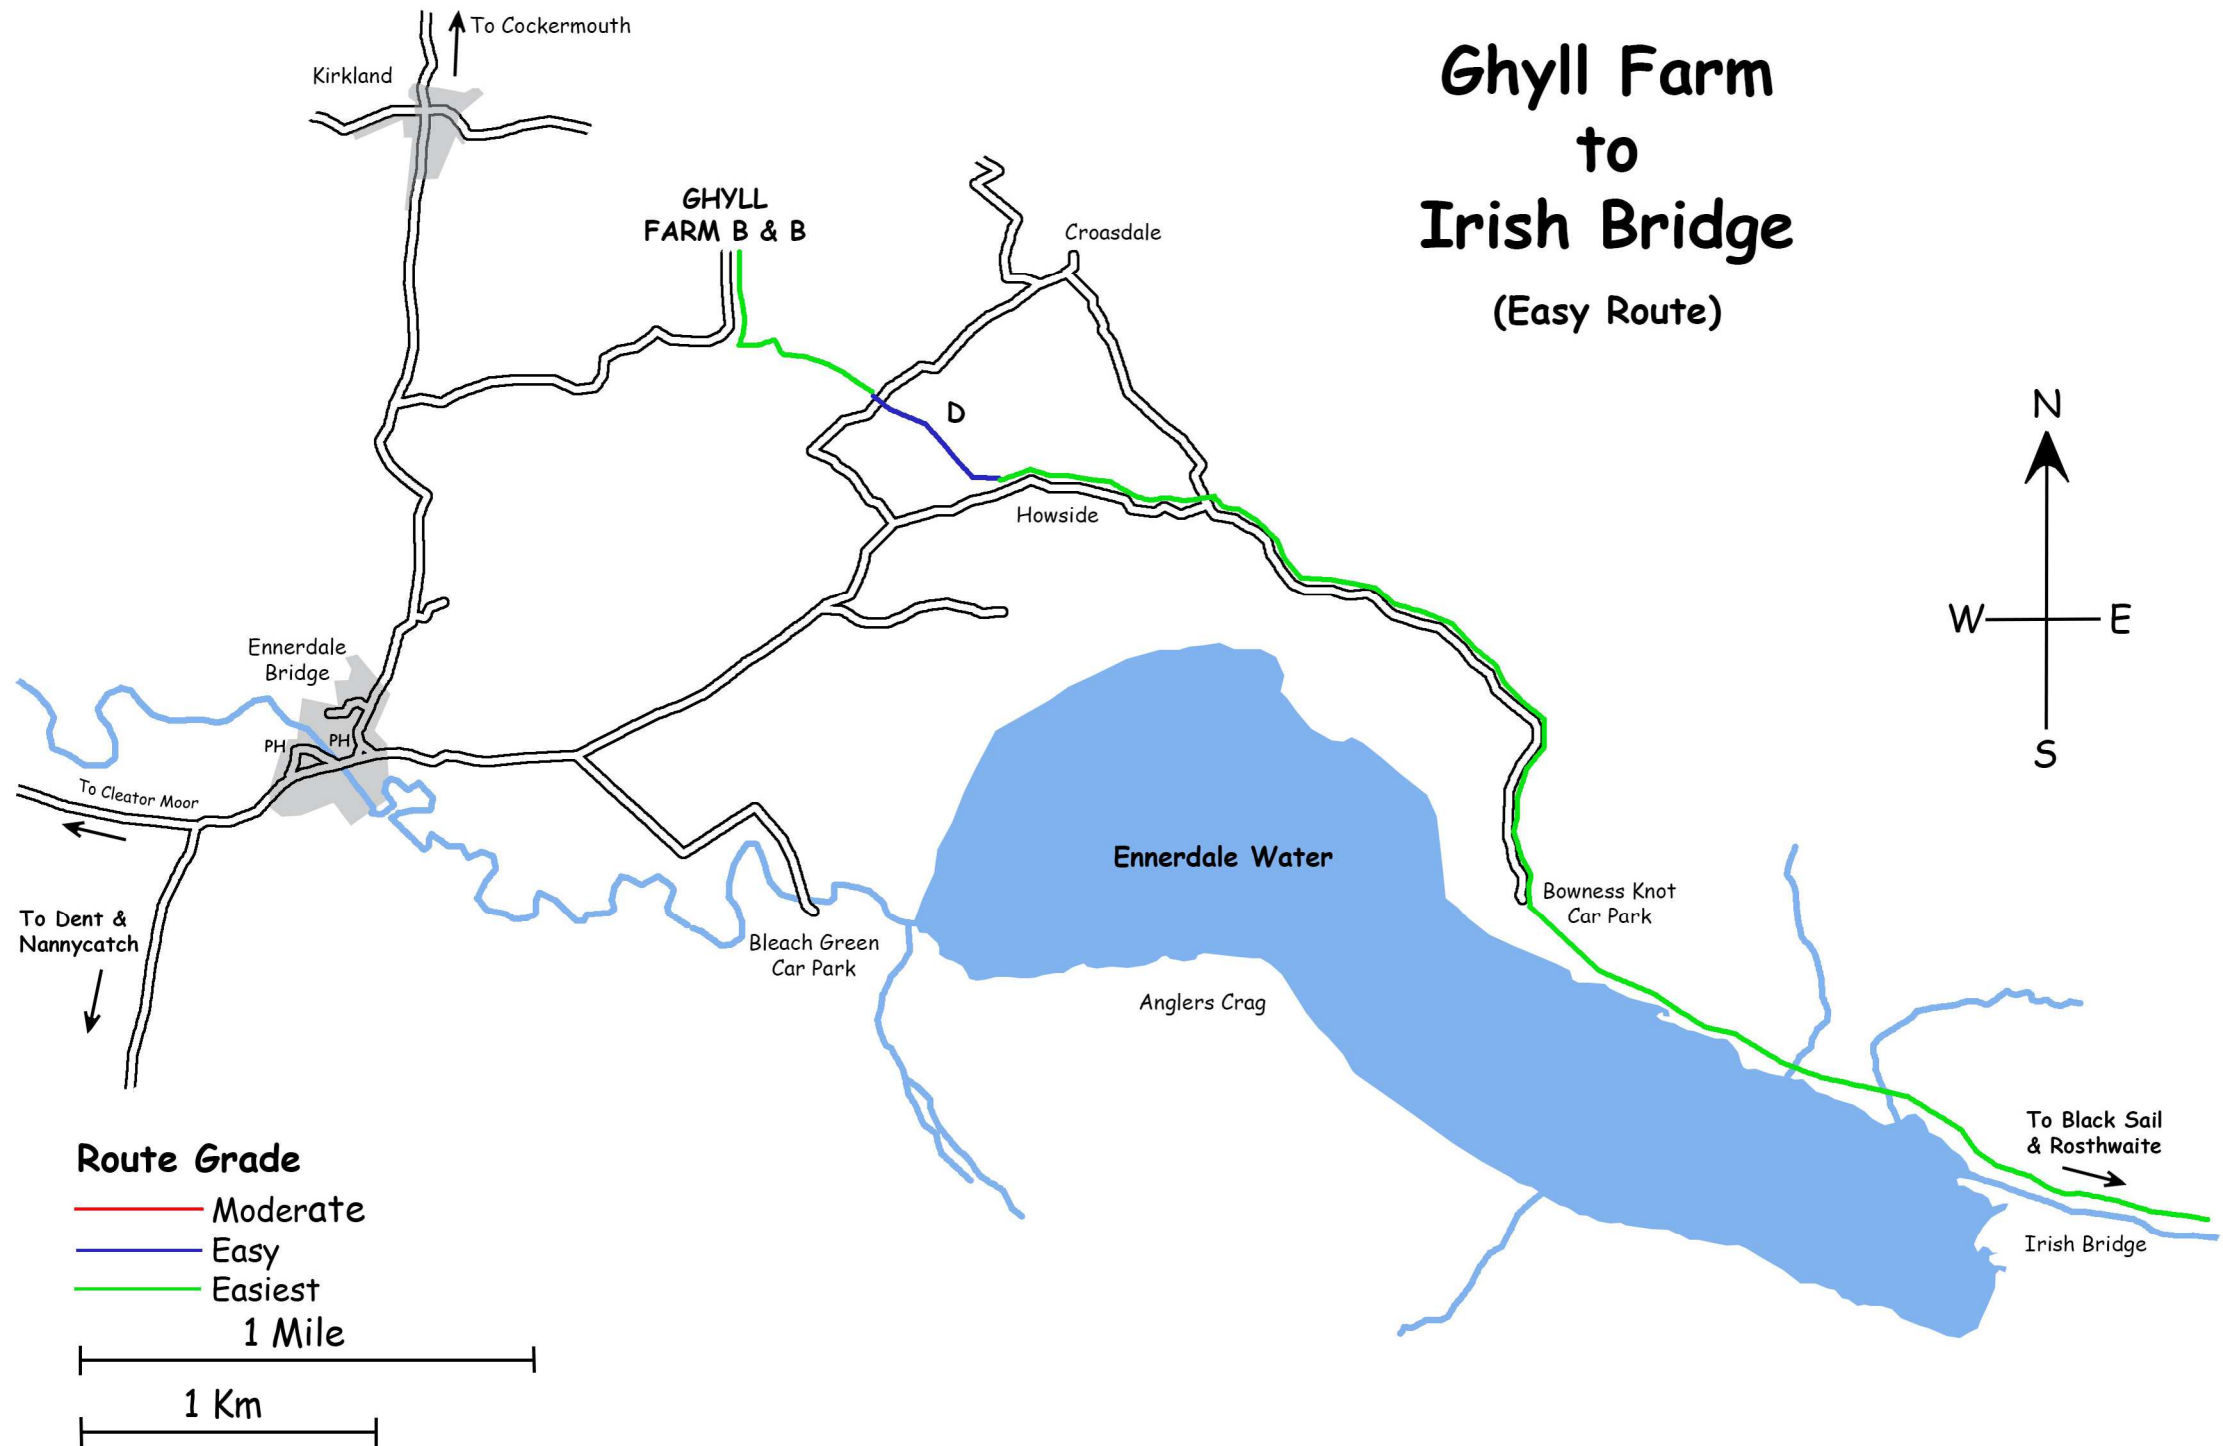 Ghyll Farm
to
Irish Bridge
(Easy Route)
To Cockermouth
Kirkland
GHYLL
FARM B & B
Croasdale
D
Howside
N
W
E
S
Ennerdale
Bridge
PH
PH
To Cleator Moor
To Dent &
Nannycatch
Bleach Green
Car Park
Ennerdale Water
Anglers Crag
Bowness Knot
Car Park
To Black Sail
& Rosthwaite
Irish Bridge
Route Grade
Moderate
Easy
Easiest
1 Mile
1 Km